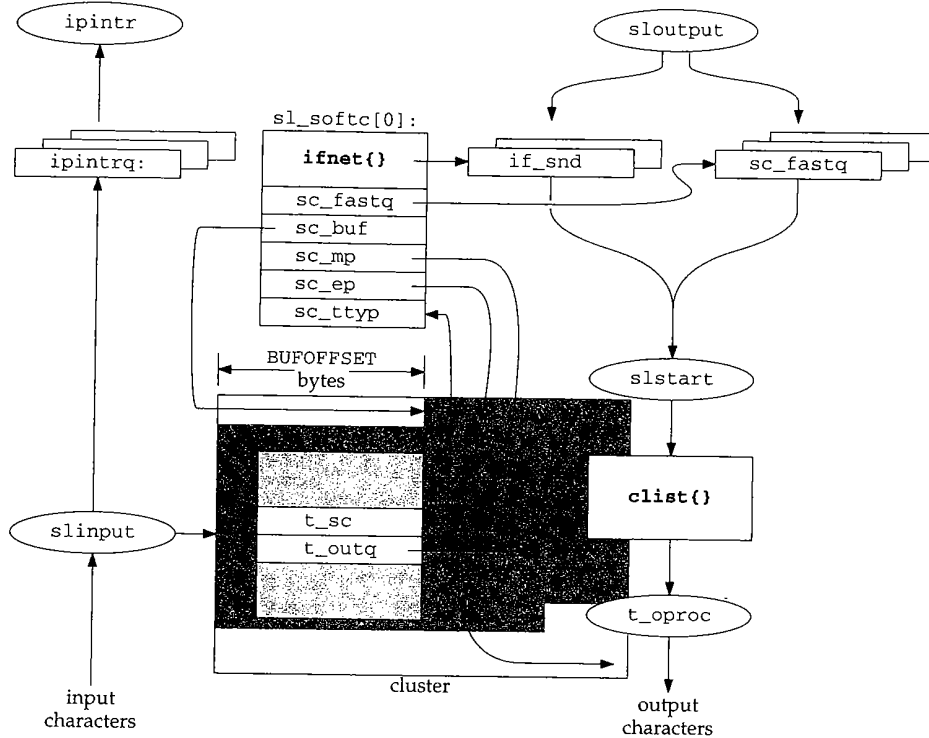 ipintr
sloutput
sl_softc[0]:
ifnet{}
if_snd
sc_fastq
ipintrq:
sc_fastq
sc_buf
sc_mp
sc_ep
sc_ttyp
BUFOFFSET
bytes
slstart
clist{}
t_sc
slinput
t_outq
t_oproc
cluster
input
characters
output
characters